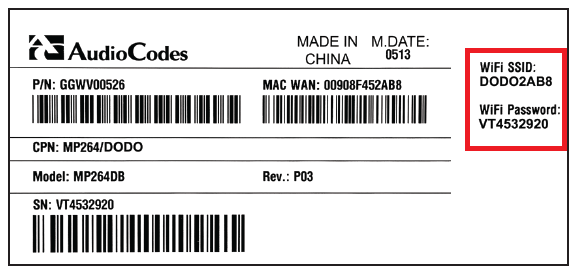 AudioCodes
MADE IN CHINA
M.DATE: 0513
P/N: GGWV00526
MAC WAN: 00908F452AB8
CPN: MP264/DODO
Model: MP264DB
Rev.: P03
SN: VT4532920
WiFi SSID:
DODO2AB8
WiFi Password:
VT4532920